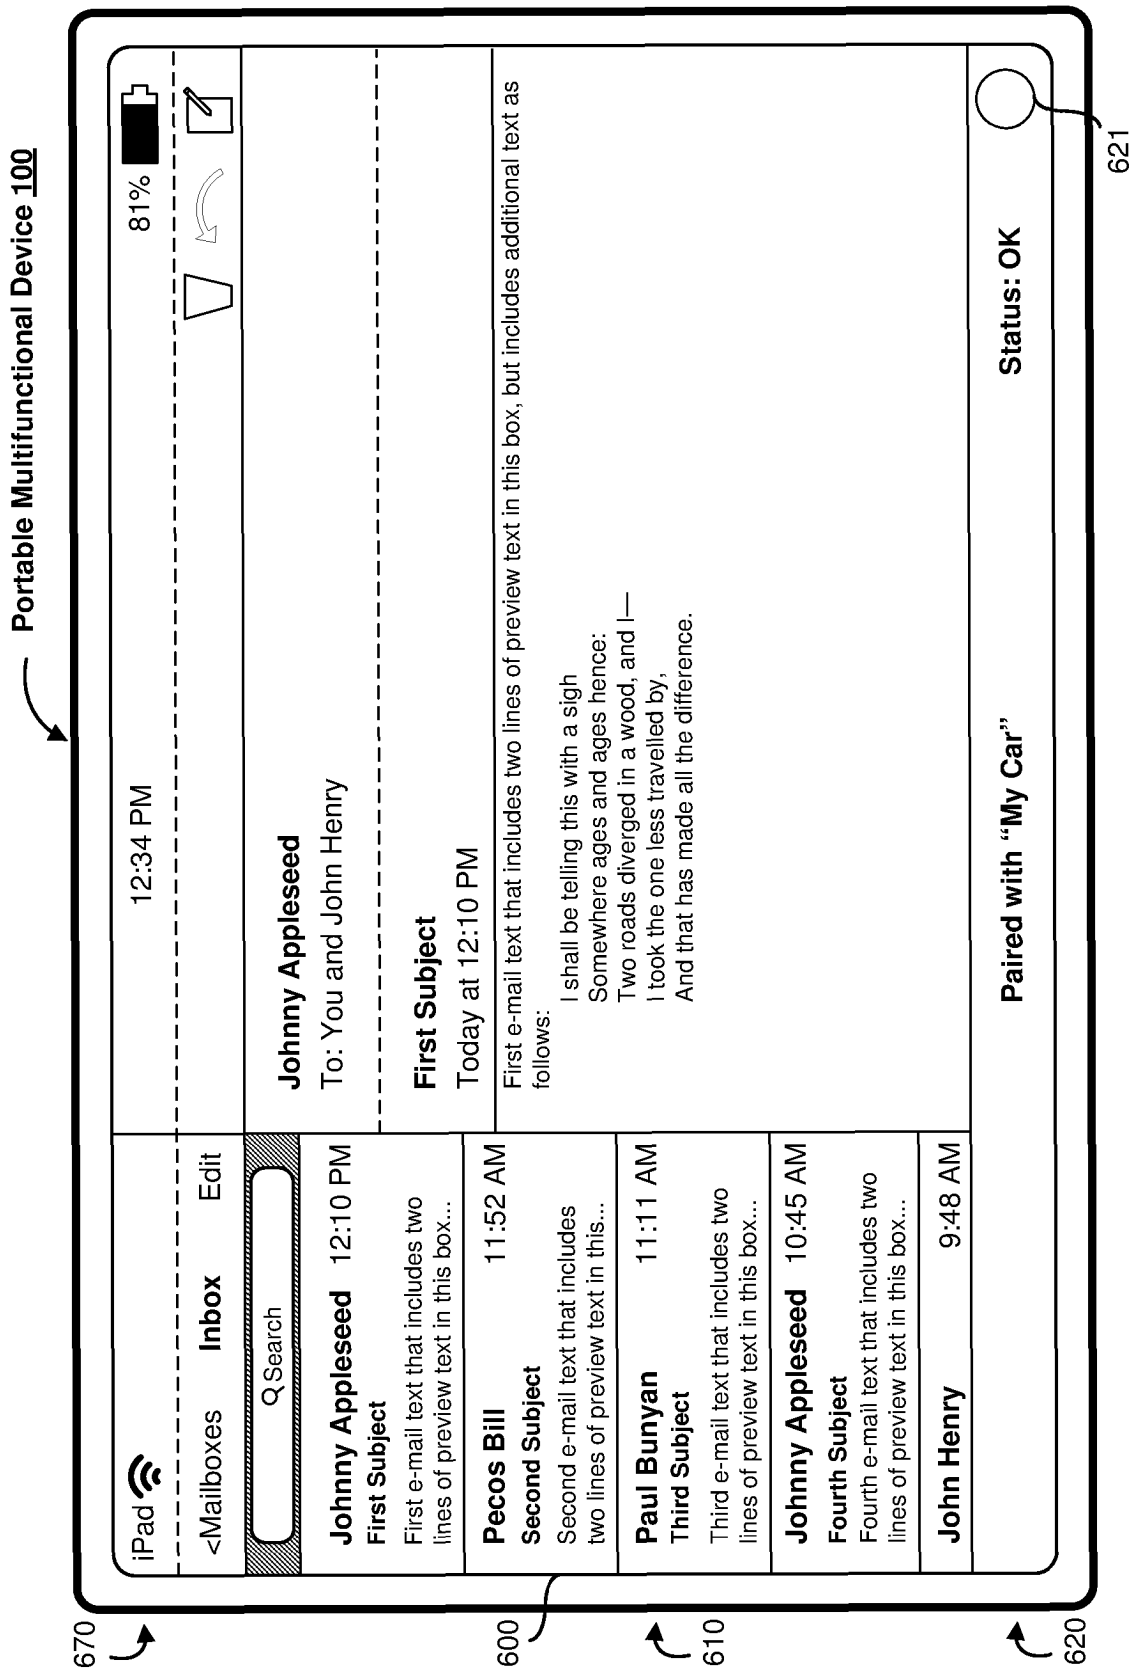 Portable Multifunctional Device 100
670
iPad
12:34 PM
81%
<Mailboxes
Inbox
Edit
Search
Johnny Appleseed 12:10 PM
First Subject
First e-mail text that includes two
lines of preview text in this box...
Pecos Bill 11:52 AM
Second Subject
Second e-mail text that includes
two lines of preview text in this...
Paul Bunyan 11:11 AM
Third Subject
Third e-mail text that includes two
lines of preview text in this box...
Johnny Appleseed 10:45 AM
Fourth Subject
Fourth e-mail text that includes two
lines of preview text in this box...
John Henry 9:48 AM
Johnny Appleseed
To: You and John Henry
First Subject
Today at 12:10 PM
First e-mail text that includes two lines of preview text in this box, but includes additional text as
follows:
I shall be telling this with a sigh
Somewhere ages and ages hence:
Two roads diverged in a wood, and I—
I took the one less travelled by,
And that has made all the difference.
600
610
Paired with “My Car”
Status: OK
620
621